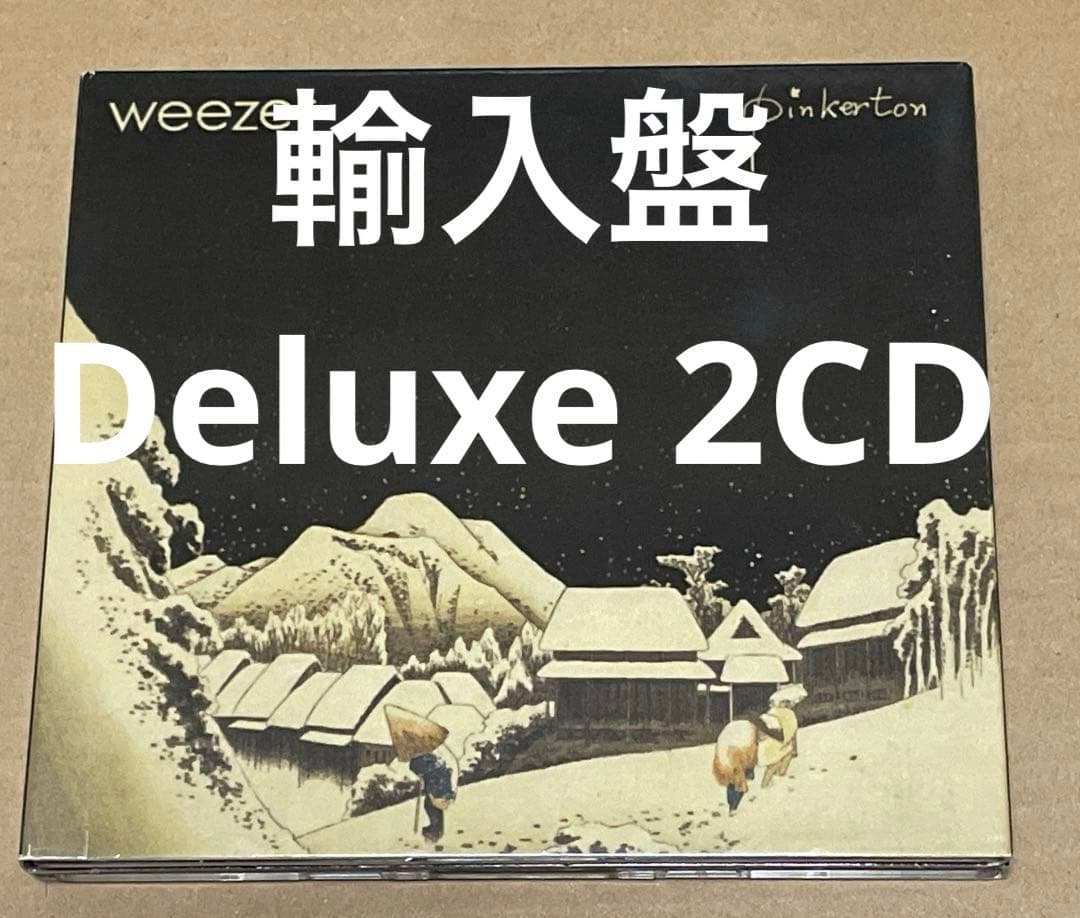 weeze
pinkerton
輸入盤
Deluxe 2CD